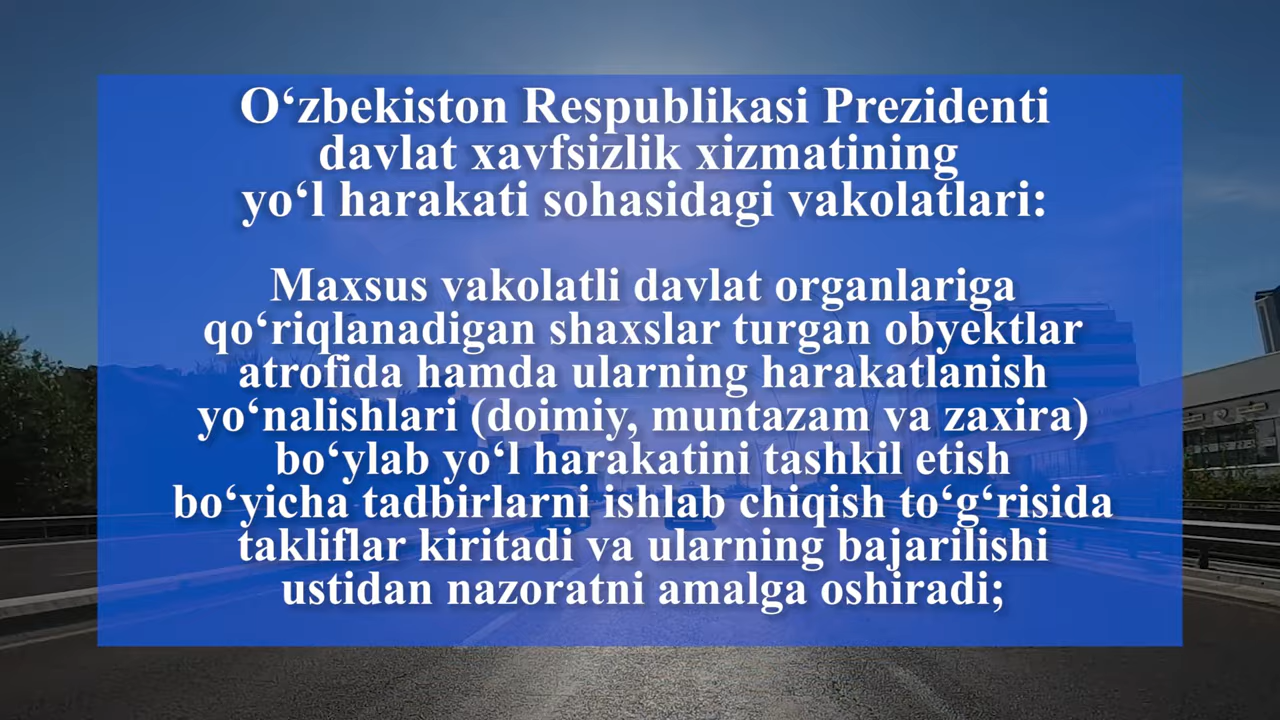 O‘zbekiston Respublikasi Prezidenti
davlat xavfsizlik xizmatining
yo‘l harakati sohasidagi vakolatlari:
Maxsus vakolatli davlat organlariga
qo‘riqlanadigan shaxslar turgan obyektlar
atrofida hamda ularning harakatlanish
yo‘nalishlari (doimiy, muntazam va zaxira)
bo‘ylab yo‘l harakatini tashkil etish
bo‘yicha tadbirlarni ishlab chiqish to‘g‘risida
takliflar kiritadi va ularning bajarilishi
ustidan nazoratni amalga oshiradi;